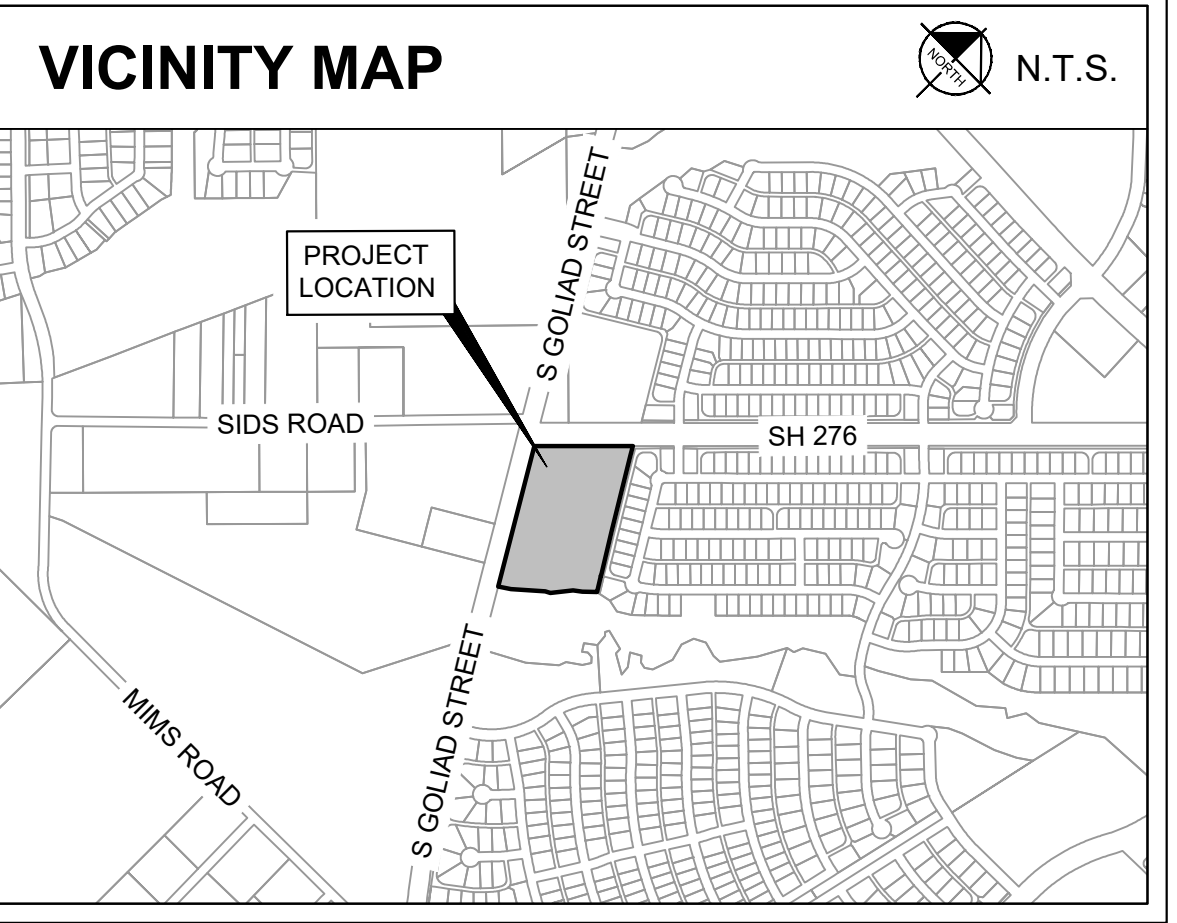 VICINITY MAP
NORTH
N.T.S.
S GOLIAD STREET
PROJECT
LOCATION
SIDS ROAD
SH 276
S GOLIAD STREET
MIMS ROAD